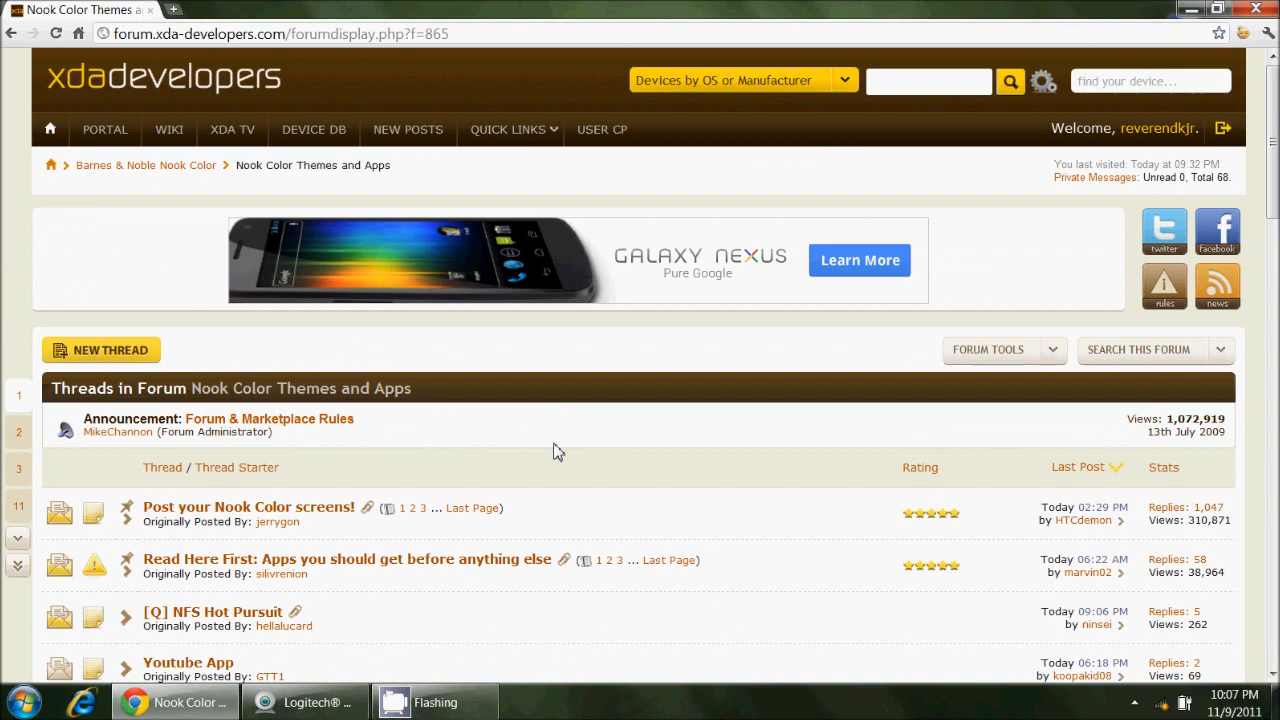 Nook Color Themes a
forum.xda-developers.com/forumdisplay.php?f=865
xdadevelopers
Devices by OS or Manufacturer
find your device...
PORTAL WIKI XDA TV DEVICE DB NEW POSTS QUICK LINKS USER CP
Welcome, reverendkjr.
Barnes & Noble Nook Color Nook Color Themes and Apps
You last visited: Today at 09:32 PM
Private Messages: Unread 0, Total 68.
GALAXY NEXUS
Pure Google
Learn More
twitter
facebook
rules
news
NEW THREAD
FORUM TOOLS
SEARCH THIS FORUM
Threads in Forum Nook Color Themes and Apps
1
2
3
11
Announcement: Forum & Marketplace Rules
MikeChannon (Forum Administrator)
Views: 1,072,919
13th July 2009
Thread / Thread Starter Rating Last Post Stats
Post your Nook Color screens! ( 1 2 3 ... Last Page)
Originally Posted By: jerrygon
Today 02:29 PM
by HTCdemon
Replies: 1,047
Views: 310,871
Read Here First: Apps you should get before anything else ( 1 2 3 ... Last Page)
Originally Posted By: silivrenion
Today 06:22 AM
by marvin02
Replies: 58
Views: 38,964
[Q] NFS Hot Pursuit
Originally Posted By: hellalucard
Today 09:06 PM
by ninsei
Replies: 5
Views: 262
Youtube App
Originally Posted By: GTT1
Today 06:18 PM
by koopakid08
Replies: 2
Views: 69
Nook Color ...
Logitech® ...
Flashing
10:07 PM
11/9/2011